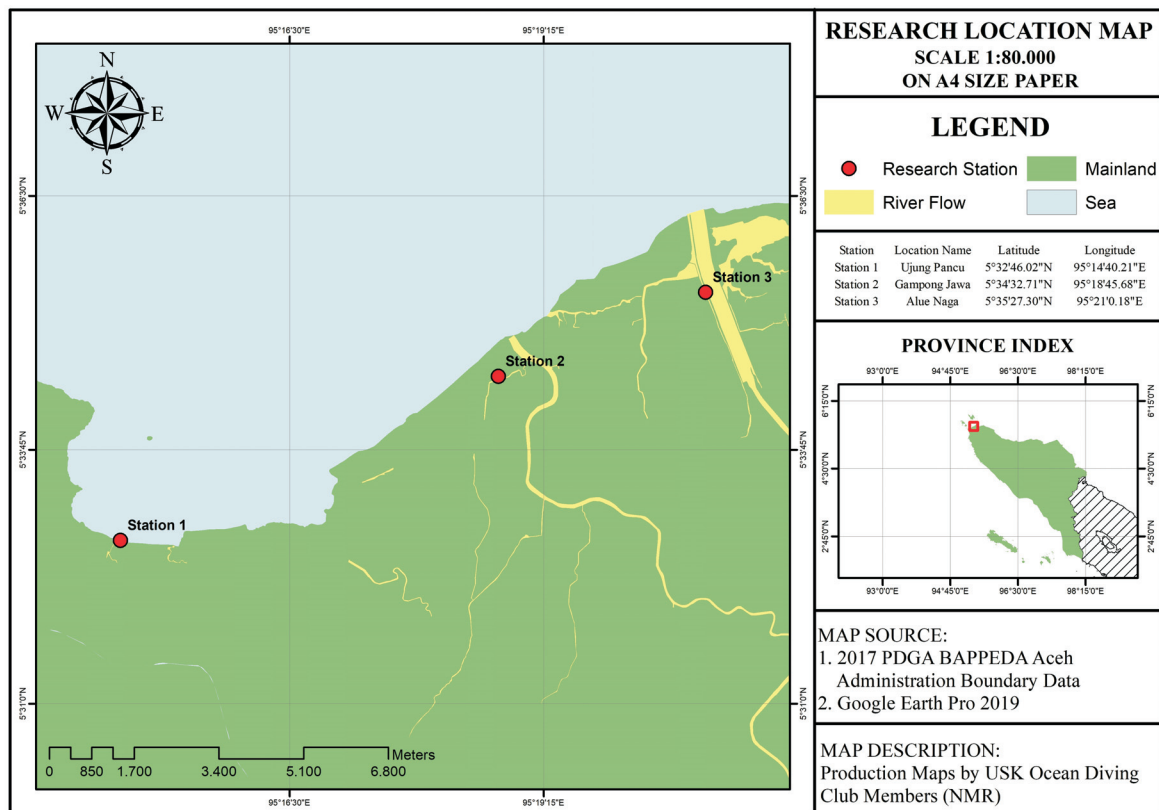 95°16'30"E 95°19'15"E
N
W E
S
5°36'30"N 5°36'30"N
Station 3
Station 2
5°33'45"N 5°33'45"N
Station 1
5°31'0"N 5°31'0"N
Meters
0 850 1.700 3.400 5.100 6.800
95°16'30"E 95°19'15"E
RESEARCH LOCATION MAP
SCALE 1:80.000
ON A4 SIZE PAPER
LEGEND
Research Station Mainland
River Flow Sea
Station Location Name Latitude Longitude
Station 1 Ujung Pancu 5°32'46.02"N 95°14'40.21"E
Station 2 Gampong Jawa 5°34'32.71"N 95°18'45.68"E
Station 3 Alue Naga 5°35'27.30"N 95°21'0.18"E
PROVINCE INDEX
93°0'0"E 94°45'0"E 96°30'0"E 98°15'0"E
6°15'0"N 6°15'0"N
4°30'0"N 4°30'0"N
2°45'0"N 2°45'0"N
93°0'0"E 94°45'0"E 96°30'0"E 98°15'0"E
MAP SOURCE:
1. 2017 PDGA BAPPEDA Aceh
Administration Boundary Data
2. Google Earth Pro 2019
MAP DESCRIPTION:
Production Maps by USK Ocean Diving
Club Members (NMR)